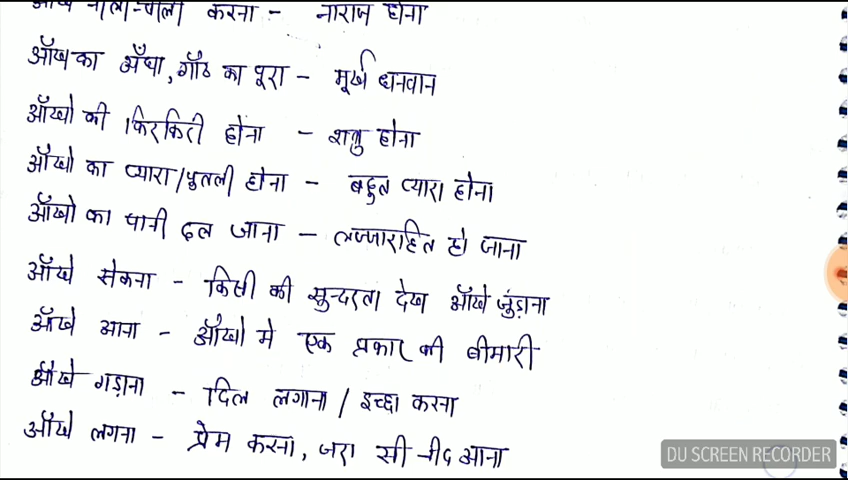 करना - नाराज होना
आँख का अँधा, गाँठ का पूरा - मूर्ख धनवान
आँखो की किरकिरी होना - शत्रु होना
आँखो का प्यारा/पुतली होना - बहुत प्यारा होना
आँखो का पानी ढल जाना - लज्जारहित हो जाना
आँखे सेकना - किसी की सुन्दरता देख आँखे जुड़ाना
आँखे आना - आँखो मे एक प्रकार की बीमारी
आँखे गड़ाना - दिल लगाना / इच्छा करना
आँखे लगना - प्रेम करना, जरा सी नीद आना
DU SCREEN RECORDER